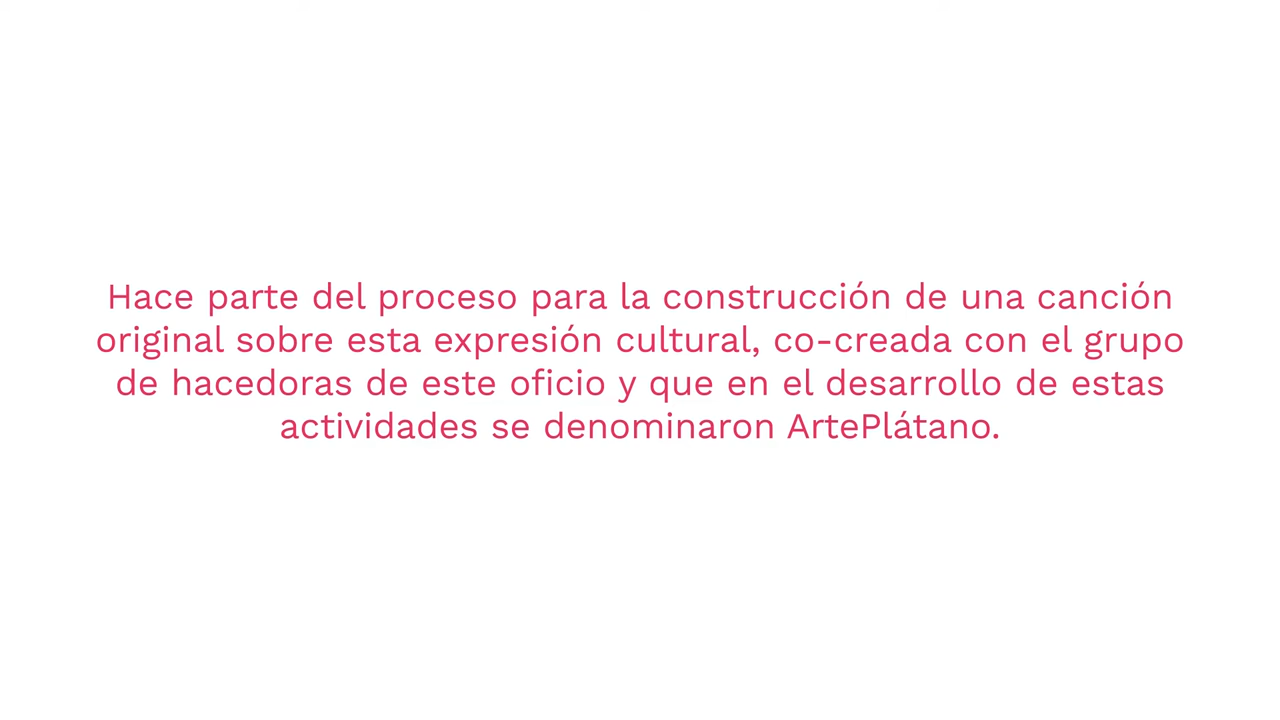 Hace parte del proceso para la construcción de una canción
original sobre esta expresión cultural, co-creada con el grupo
de hacedoras de este oficio y que en el desarrollo de estas
actividades se denominaron ArtePlátano.